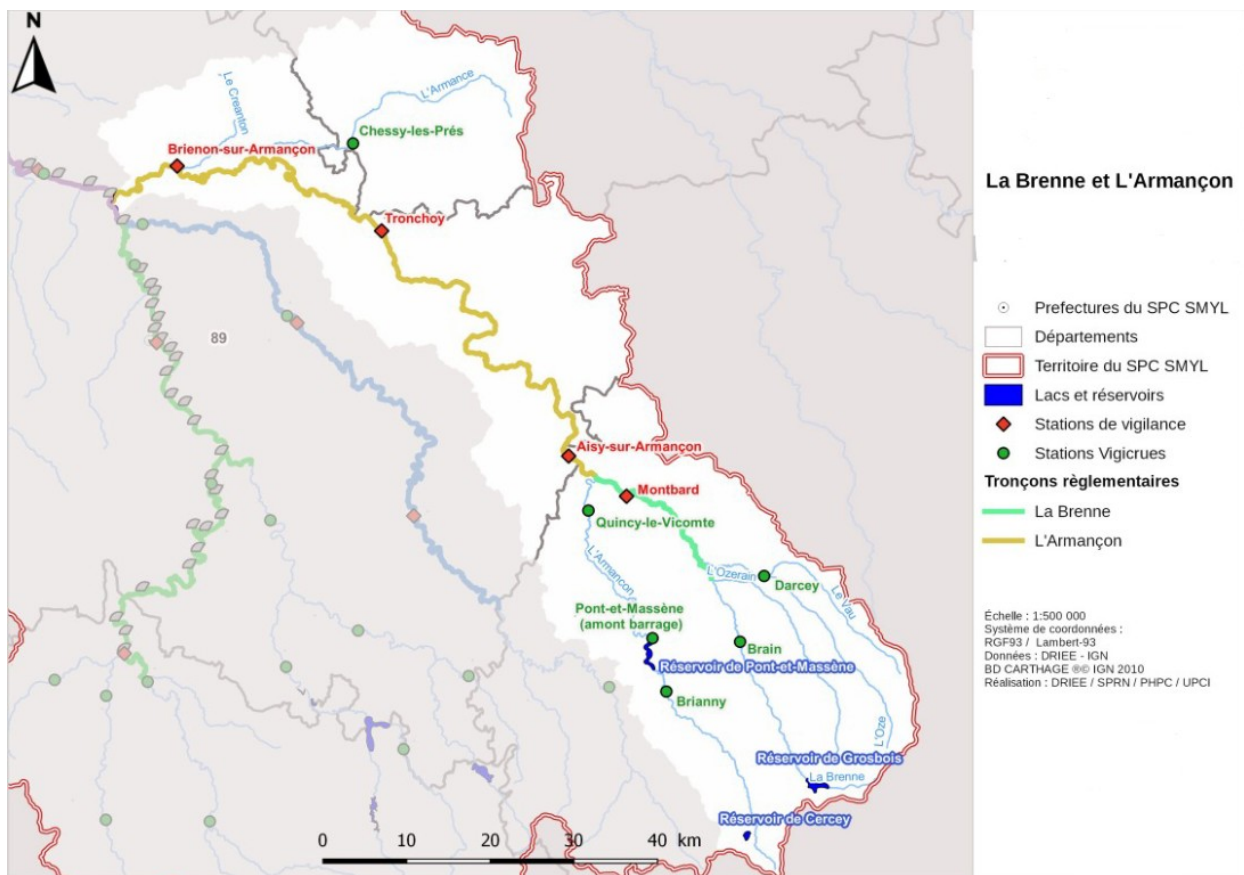 N
Le Creanton
L'Armance
Chessy-les-Prés
Brienon-sur-Armançon
Tronchoy
89
Aisy-sur-Armançon
Montbard
Quincy-le-Vicomte
L'Armancon
L'Ozerain
Darcey
Le Vau
Pont-et-Massène
(amont barrage)
Brain
Réservoir de Pont-et-Massène
Brianny
L'Oze
Réservoir de Grosbois
La Brenne
Réservoir de Cercey
0 10 20 30 40 km
La Brenne et L'Armançon
Prefectures du SPC SMYL
Départements
Territoire du SPC SMYL
Lacs et réservoirs
Stations de vigilance
Stations Vigicrues
Tronçons règlementaires
La Brenne
L'Armançon
Échelle : 1:500 000
Système de coordonnées :
RGF93 / Lambert-93
Données : DRIEE - IGN
BD CARTHAGE ®© IGN 2010
Réalisation : DRIEE / SPRN / PHPC / UPCI